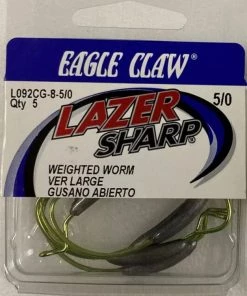 EAGLE CLAW
L092CG-8-5/0
Qty 5
5/0
LAZER
SHARP
WEIGHTED WORM
VER LARGE
GUSANO ABIERTO